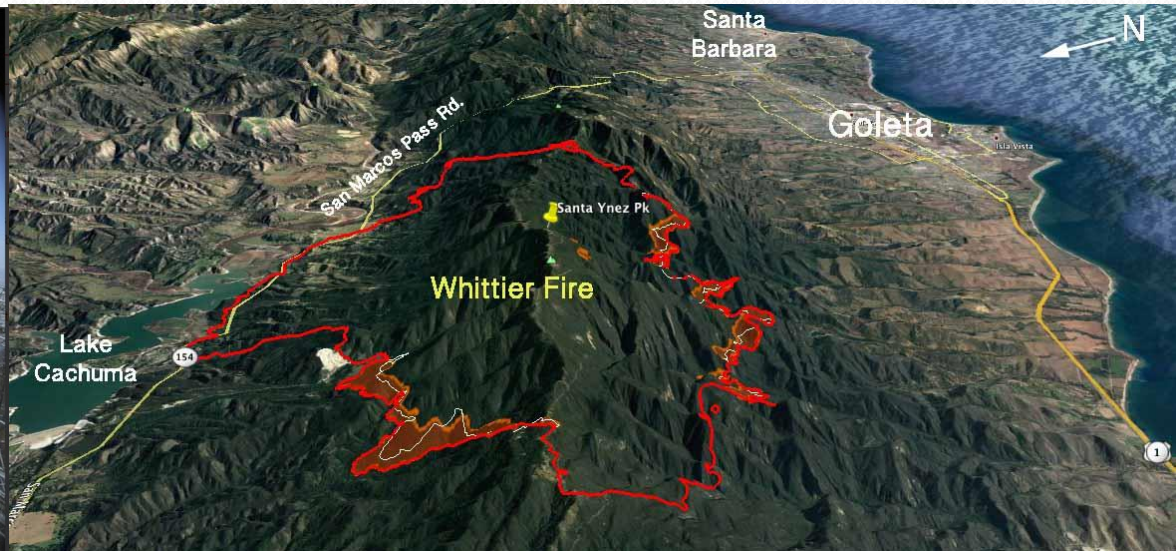 Santa
Barbara
N
Goleta
Isla Vista
San Marcos Pass Rd.
Santa Ynez Pk
Whittier Fire
Lake
Cachuma
154
1